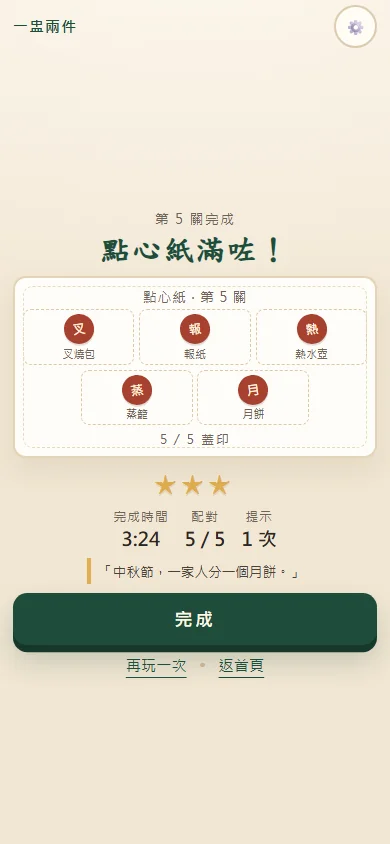 一盅兩件
第 5 關完成
點心紙滿咗！
點心紙 · 第 5 關
叉 報 熱
叉燒包 報紙 熱水壺
蒸 月
蒸籠 月餅
5 / 5 蓋印
完成時間 配對 提示
3:24 5 / 5 1 次
「中秋節，一家人分一個月餅。」
完成
再玩一次 • 返首頁